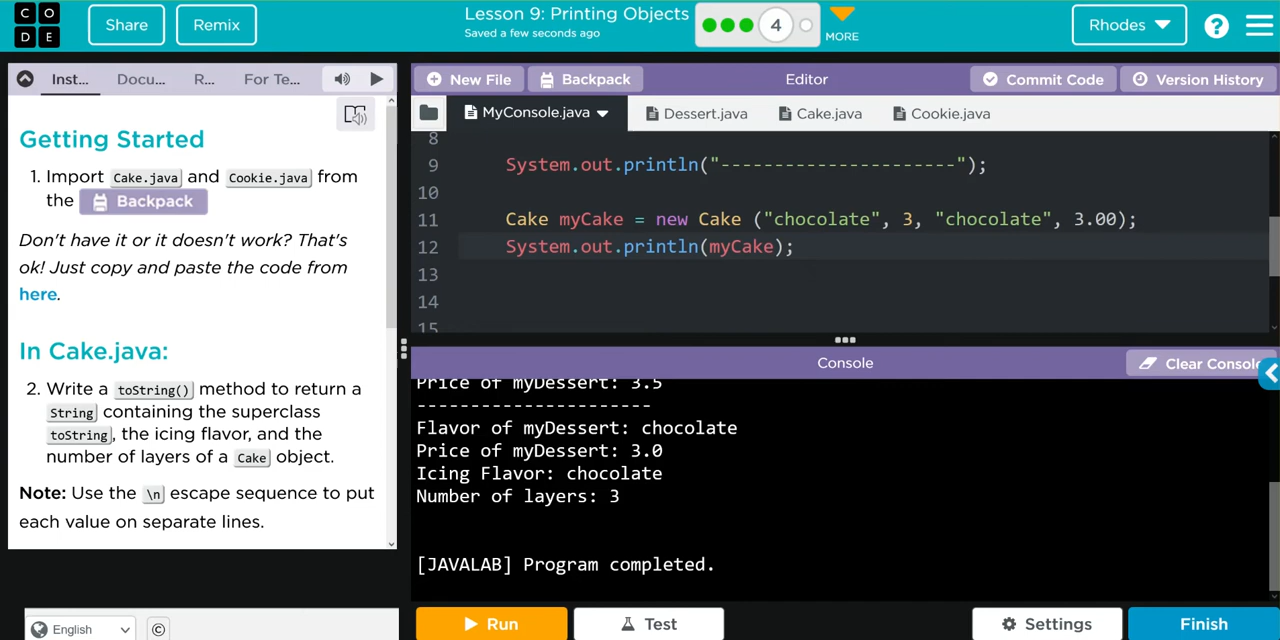 C O
D E
Share
Remix
Lesson 9: Printing Objects
Saved a few seconds ago
4
MORE
Rhodes
?
Inst...
Docu...
R...
For Te...
New File
Backpack
Editor
Commit Code
Version History
MyConsole.java
Dessert.java
Cake.java
Cookie.java
Getting Started
1. Import Cake.java and Cookie.java from
the Backpack
Don't have it or it doesn't work? That's
ok! Just copy and paste the code from
here.
In Cake.java:
2. Write a toString() method to return a
String containing the superclass
toString, the icing flavor, and the
number of layers of a Cake object.
Note: Use the \n escape sequence to put
each value on separate lines.
8
9 System.out.println("----------------------");
10
11 Cake myCake = new Cake ("chocolate", 3, "chocolate", 3.00);
12 System.out.println(myCake);
13
14
15
Console
Clear Console
Price of myDessert: 3.5
----------------------
Flavor of myDessert: chocolate
Price of myDessert: 3.0
Icing Flavor: chocolate
Number of layers: 3
[JAVALAB] Program completed.
English
©
Run
Test
Settings
Finish